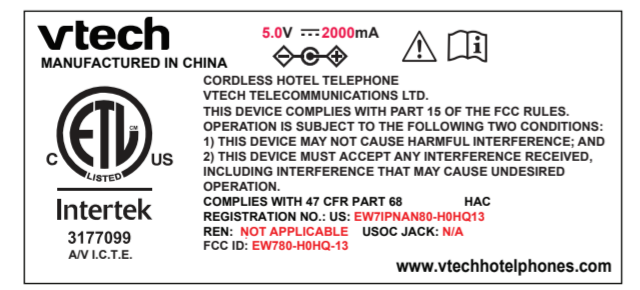 vtech
MANUFACTURED IN CHINA
5.0V ⎓ 2000mA
CORDLESS HOTEL TELEPHONE
VTECH TELECOMMUNICATIONS LTD.
THIS DEVICE COMPLIES WITH PART 15 OF THE FCC RULES.
OPERATION IS SUBJECT TO THE FOLLOWING TWO CONDITIONS:
1) THIS DEVICE MAY NOT CAUSE HARMFUL INTERFERENCE; AND
2) THIS DEVICE MUST ACCEPT ANY INTERFERENCE RECEIVED,
INCLUDING INTERFERENCE THAT MAY CAUSE UNDESIRED
OPERATION.
COMPLIES WITH 47 CFR PART 68 HAC
REGISTRATION NO.: US: EW7IPNAN80-H0HQ13
REN: NOT APPLICABLE USOC JACK: N/A
FCC ID: EW780-H0HQ-13
C ETL CM US
LISTED
Intertek
3177099
A/V I.C.T.E.
www.vtechhotelphones.com